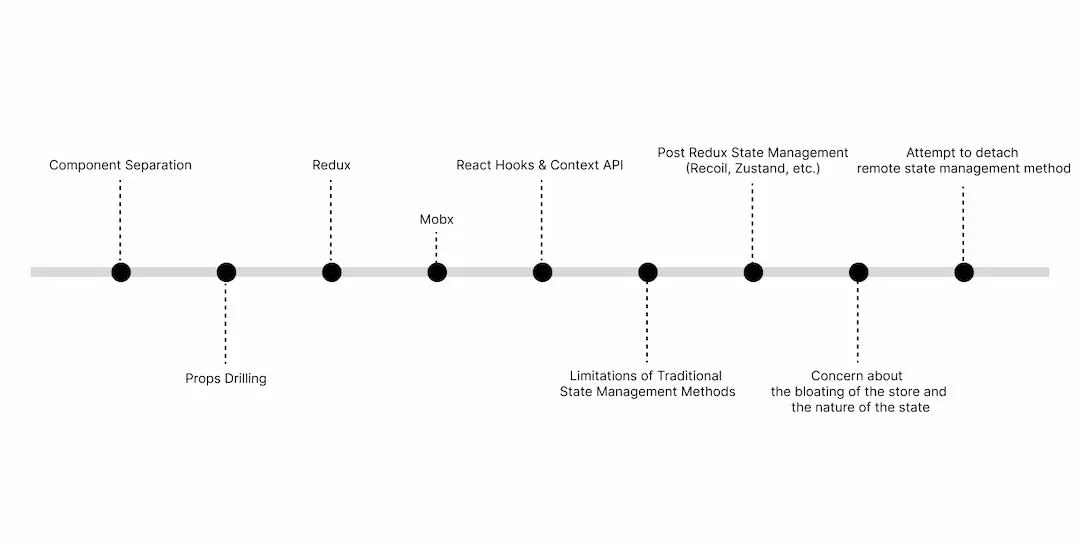 Component Separation
Props Drilling
Redux
Mobx
React Hooks & Context API
Limitations of Traditional
State Management Methods
Post Redux State Management
(Recoil, Zustand, etc.)
Concern about
the bloating of the store and
the nature of the state
Attempt to detach
remote state management method